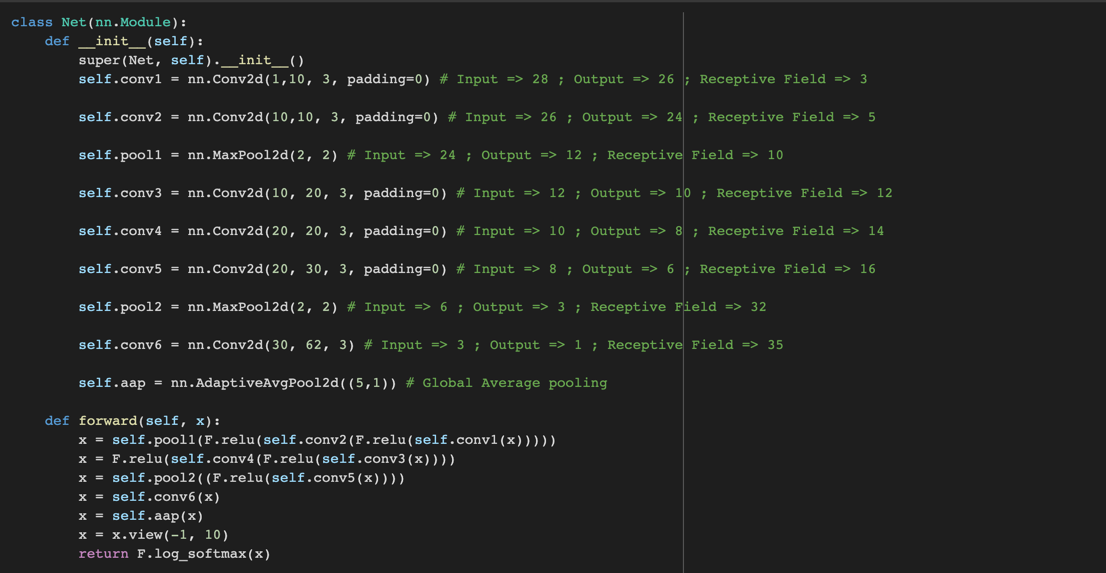 class Net(nn.Module):
    def __init__(self):
        super(Net, self).__init__()
        self.conv1 = nn.Conv2d(1,10, 3, padding=0) # Input => 28 ; Output => 26 ; Receptive Field => 3
        self.conv2 = nn.Conv2d(10,10, 3, padding=0) # Input => 26 ; Output => 24 ; Receptive Field => 5
        self.pool1 = nn.MaxPool2d(2, 2) # Input => 24 ; Output => 12 ; Receptive Field => 10
        self.conv3 = nn.Conv2d(10, 20, 3, padding=0) # Input => 12 ; Output => 10 ; Receptive Field => 12
        self.conv4 = nn.Conv2d(20, 20, 3, padding=0) # Input => 10 ; Output => 8 ; Receptive Field => 14
        self.conv5 = nn.Conv2d(20, 30, 3, padding=0) # Input => 8 ; Output => 6 ; Receptive Field => 16
        self.pool2 = nn.MaxPool2d(2, 2) # Input => 6 ; Output => 3 ; Receptive Field => 32
        self.conv6 = nn.Conv2d(30, 62, 3) # Input => 3 ; Output => 1 ; Receptive Field => 35
        self.aap = nn.AdaptiveAvgPool2d((5,1)) # Global Average pooling
    def forward(self, x):
        x = self.pool1(F.relu(self.conv2(F.relu(self.conv1(x)))))
        x = F.relu(self.conv4(F.relu(self.conv3(x))))
        x = self.pool2((F.relu(self.conv5(x))))
        x = self.conv6(x)
        x = self.aap(x)
        x = x.view(-1, 10)
        return F.log_softmax(x)